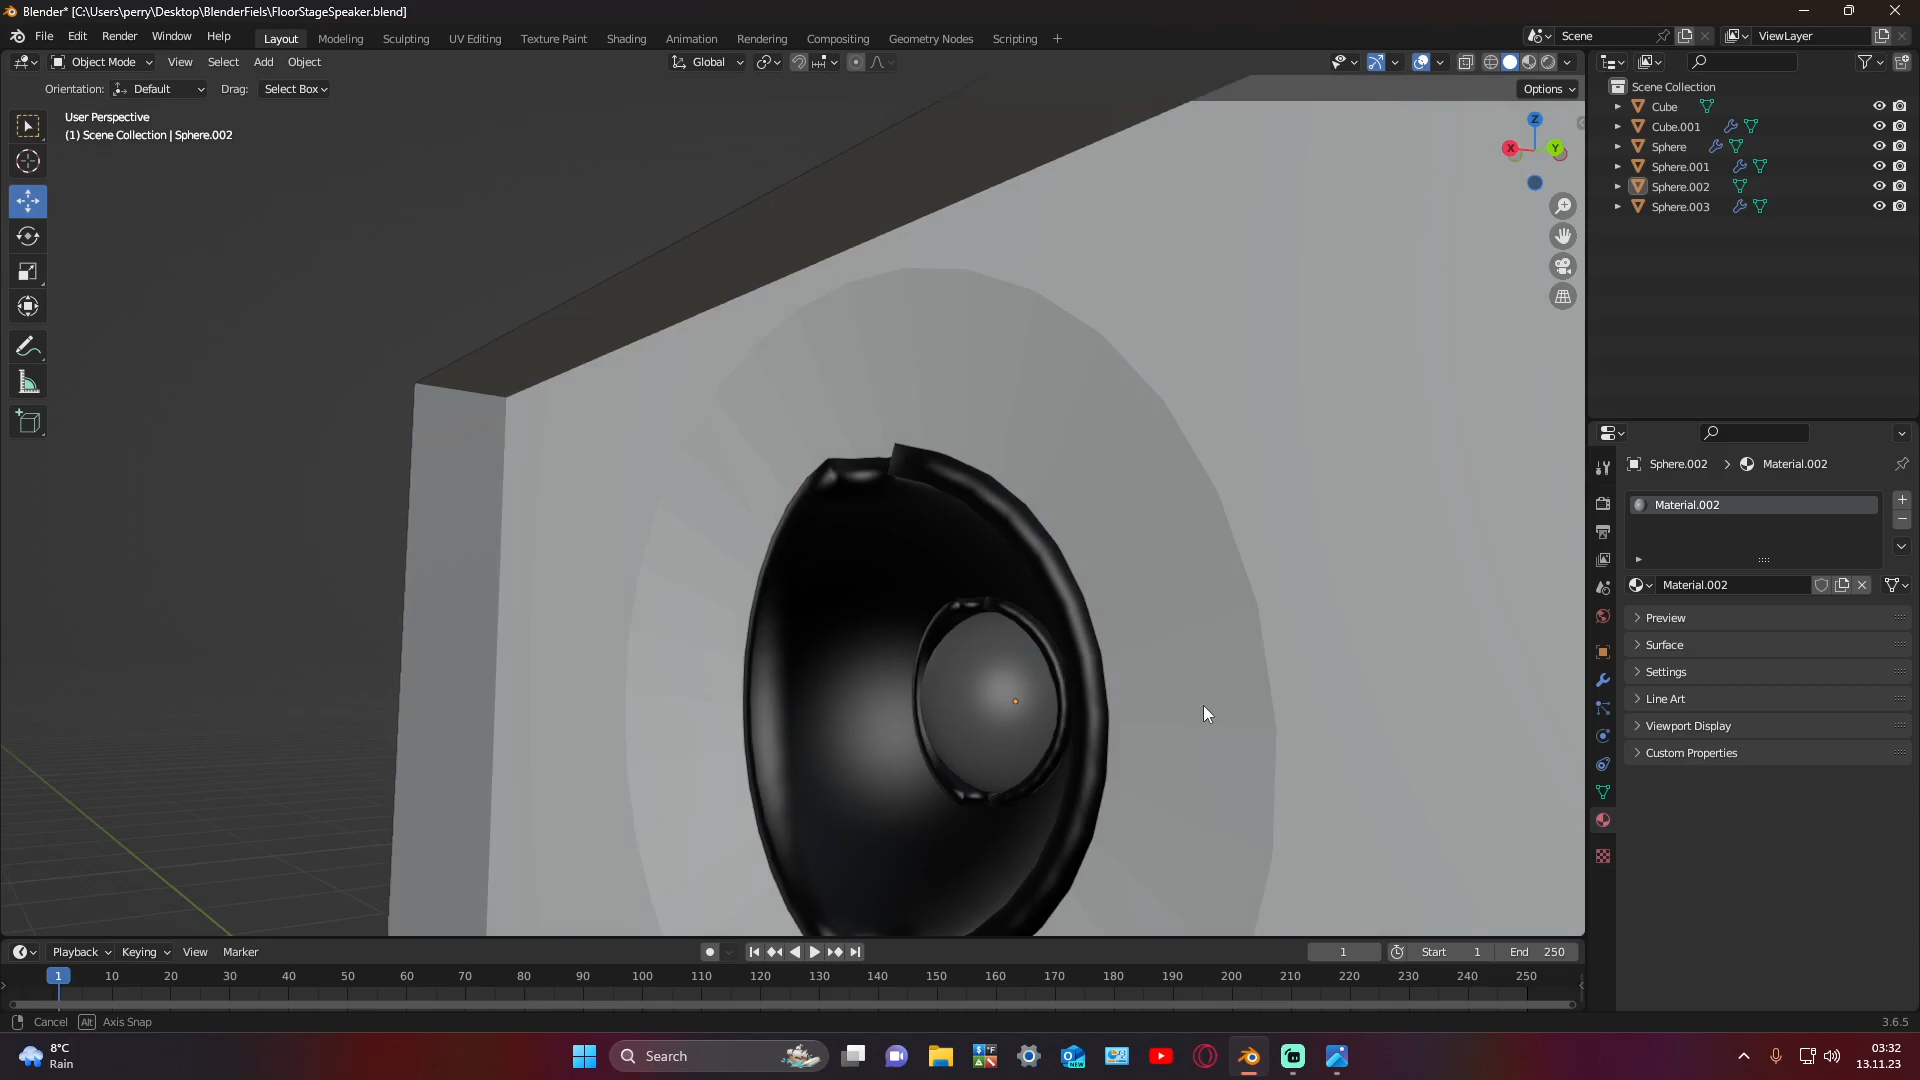 Blender* [C:\Users\perry\Desktop\BlenderFiels\FloorStageSpeaker.blend]
File Edit Render Window Help Layout Modeling Sculpting UV Editing Texture Paint Shading Animation Rendering Compositing Geometry Nodes Scripting + Scene ViewLayer
Object Mode View Select Add Object Global
Orientation: Default Drag: Select Box Options
User Perspective
(1) Scene Collection | Sphere.002
Z
X
Y
Scene Collection
Cube
Cube.001
Sphere
Sphere.001
Sphere.002
Sphere.003
Sphere.002 > Material.002
Material.002
Material.002
Preview
Surface
Settings
Line Art
Viewport Display
Custom Properties
Playback Keying View Marker 1 Start 1 End 250
1 10 20 30 40 50 60 70 80 90 100 110 120 130 140 150 160 170 180 190 200 210 220 230 240 250
Cancel Alt Axis Snap 3.6.5
8°C
Rain
Search
NEW
03:32
13.11.23